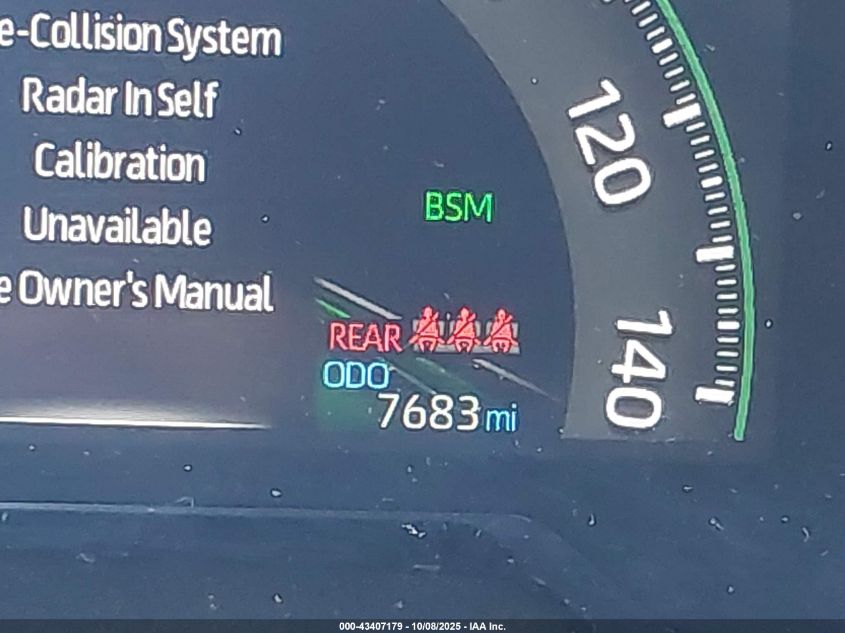 e-Collision System
Radar In Self
Calibration
Unavailable
e Owner's Manual
BSM
REAR
ODO
7683 mi
120
140
000-43407179 - 10/08/2025 - IAA Inc.